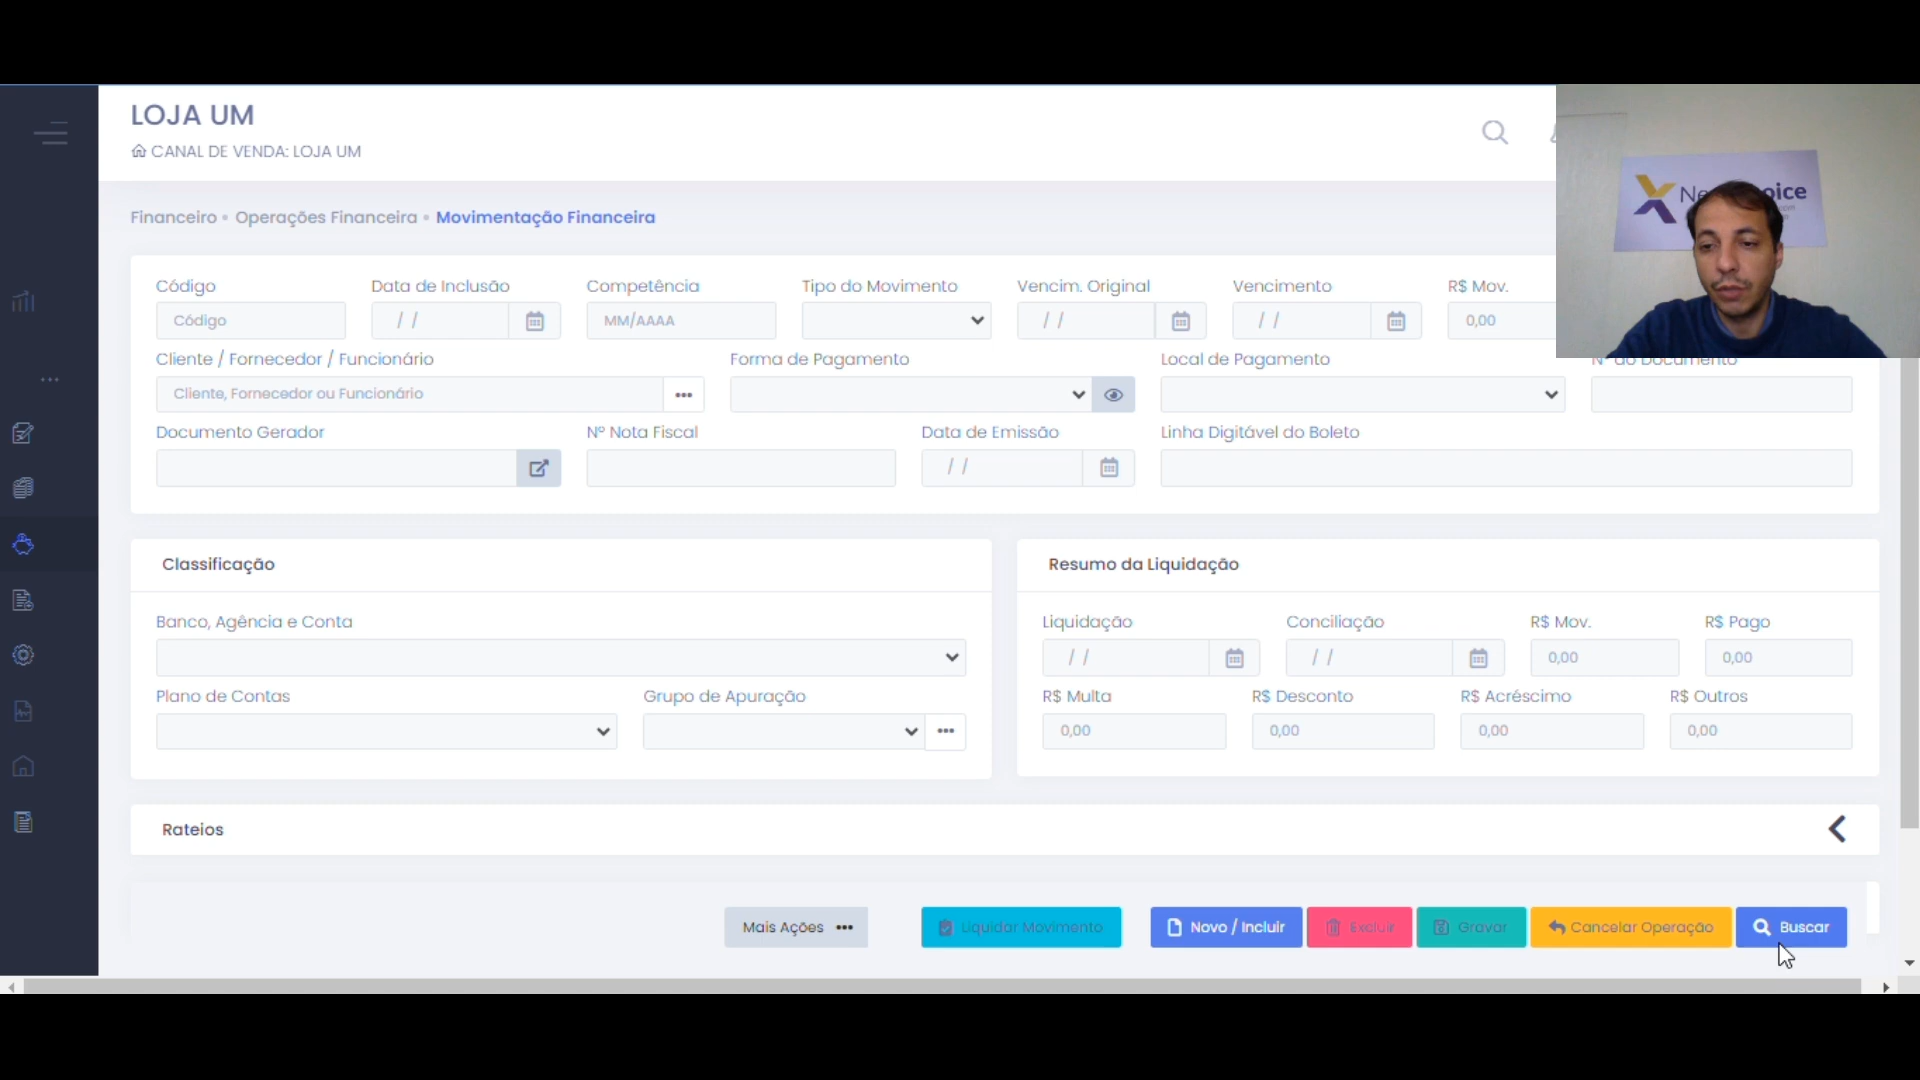 LOJA UM
CANAL DE VENDA: LOJA UM
Financeiro • Operações Financeira • Movimentação Financeira
Código Data de Inclusão Competência Tipo do Movimento Vencim. Original Vencimento R$ Mov.
Código / / MM/AAAA / / / / 0,00
Cliente / Fornecedor / Funcionário Forma de Pagamento Local de Pagamento Nº do Documento
Cliente, Fornecedor ou Funcionário
Documento Gerador Nº Nota Fiscal Data de Emissão Linha Digitável do Boleto
/ /
Classificação
Banco, Agência e Conta
Plano de Contas Grupo de Apuração
Resumo da Liquidação
Liquidação Conciliação R$ Mov. R$ Pago
/ / / / 0,00 0,00
R$ Multa R$ Desconto R$ Acréscimo R$ Outros
0,00 0,00 0,00 0,00
Rateios
Mais Ações Liquidar Movimento Novo / Incluir Excluir Gravar Cancelar Operação Buscar